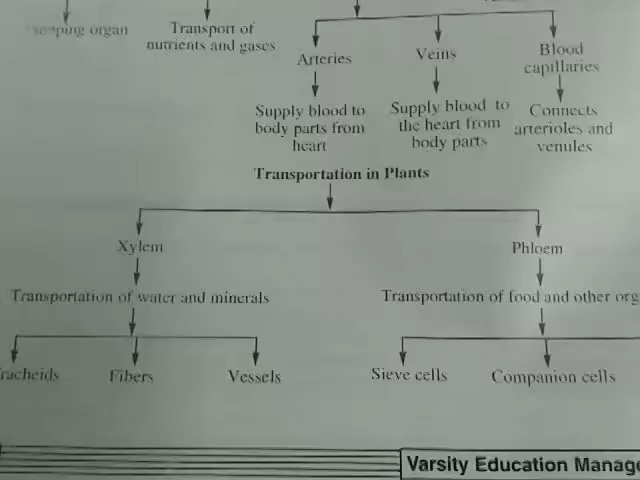 organ
Transport of
nutrients and gases
Arteries
Veins
Blood
capillaries
Supply blood to
body parts from
heart
Supply blood to
the heart from
body parts
Connects
arterioles and
venules
Transportation in Plants
Xylem
Phloem
Transportation of water and minerals
Transportation of food and other org
racheids
Fibers
Vessels
Sieve cells
Companion cells
Varsity Education Manage